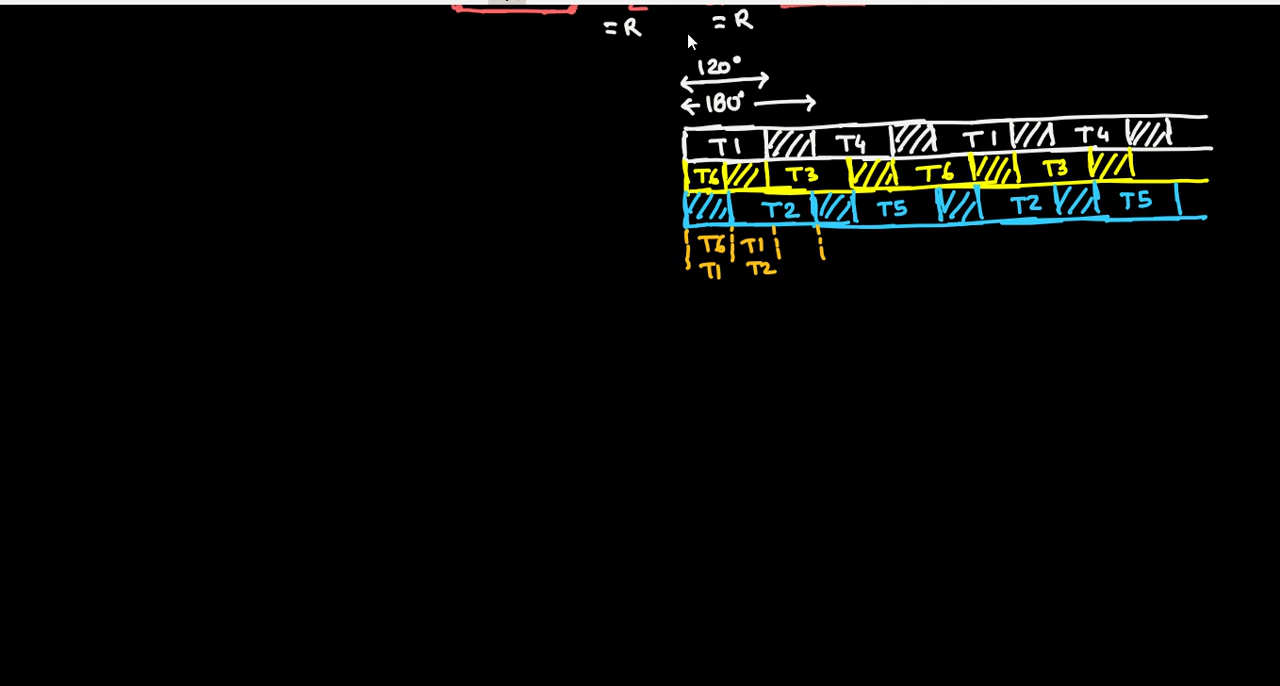 = R = R
120°
180°
T1 T4 T1 T4
T6 T3 T6 T3
T2 T5 T2 T5
T6 T1
T1 T2